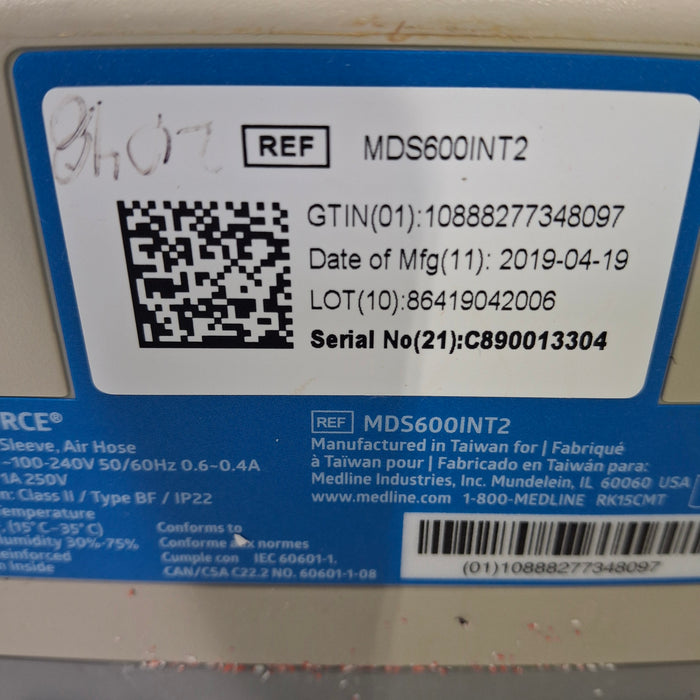 REF MDS600INT2
GTIN(01):10888277348097
Date of Mfg(11): 2019-04-19
LOT(10):86419042006
Serial No(21):C890013304
RCE®
Sleeve, Air Hose
~100-240V 50/60Hz 0.6~0.4A
1A 250V
n: Class II / Type BF / IP22
mperature
(15°C~35°C)
umidity 30%-75%
reinforced
n Inside
Conforms to
Conforme aux normes
Cumple con IEC 60601-1.
CAN/CSA C22.2 NO. 60601-1-08
REF MDS600INT2
Manufactured in Taiwan for | Fabriqué
à Taïwan pour | Fabricado en Taiwán para:
Medline Industries, Inc. Mundelein, IL 60060 USA
www.medline.com 1-800-MEDLINE RK15CMT
(01)10888277348097